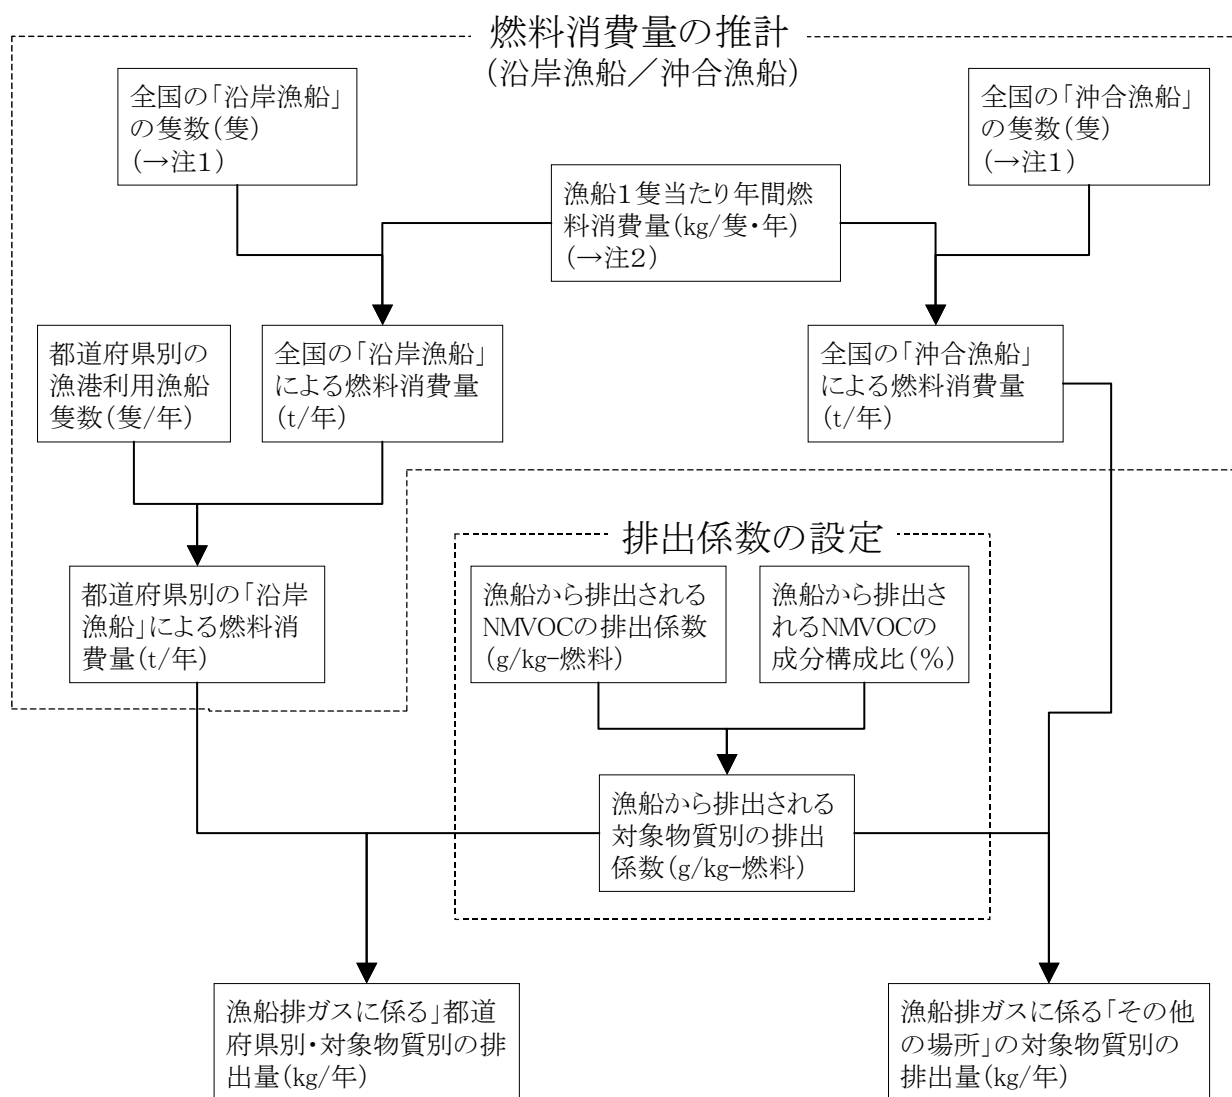 燃料消費量の推計
(沿岸漁船／沖合漁船)
全国の「沿岸漁船」
の隻数(隻)
(→注1)
全国の「沖合漁船」
の隻数(隻)
(→注1)
漁船1隻当たり年間燃
料消費量(kg/隻・年)
(→注2)
都道府県別の
漁港利用漁船
隻数(隻/年)
全国の「沿岸漁船」
による燃料消費量
(t/年)
全国の「沖合漁船」
による燃料消費量
(t/年)
排出係数の設定
都道府県別の「沿岸
漁船」による燃料消
費量(t/年)
漁船から排出される
NMVOCの排出係数
(g/kg-燃料)
漁船から排出さ
れるNMVOCの
成分構成比(%)
漁船から排出される
対象物質別の排出
係数(g/kg-燃料)
漁船排ガスに係る」都道
府県別・対象物質別の排
出量(kg/年)
漁船排ガスに係る「その他
の場所」の対象物質別の
排出量(kg/年)